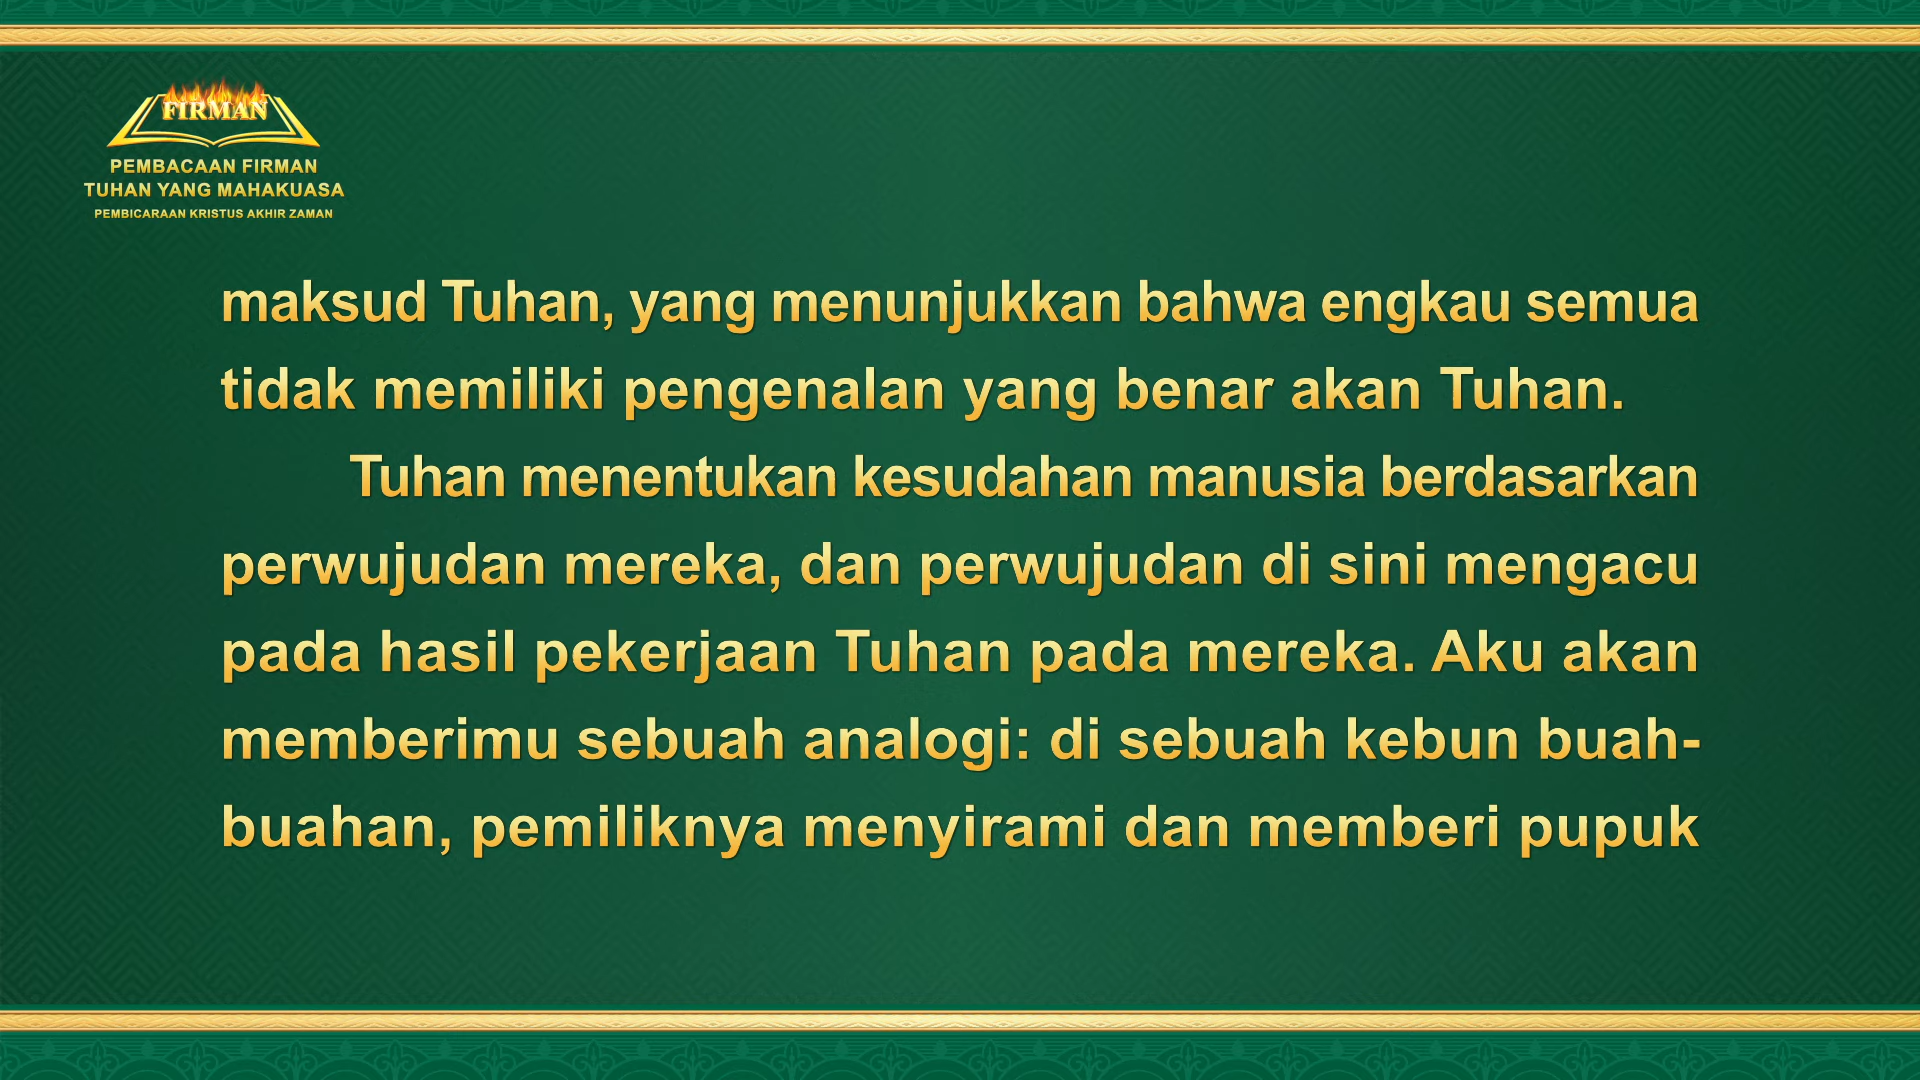 FIRMAN
PEMBACAAN FIRMAN
TUHAN YANG MAHAKUASA
PEMBICARAAN KRISTUS AKHIR ZAMAN
maksud Tuhan, yang menunjukkan bahwa engkau semua
tidak memiliki pengenalan yang benar akan Tuhan.
Tuhan menentukan kesudahan manusia berdasarkan
perwujudan mereka, dan perwujudan di sini mengacu
pada hasil pekerjaan Tuhan pada mereka. Aku akan
memberimu sebuah analogi: di sebuah kebun buah-
buahan, pemiliknya menyirami dan memberi pupuk